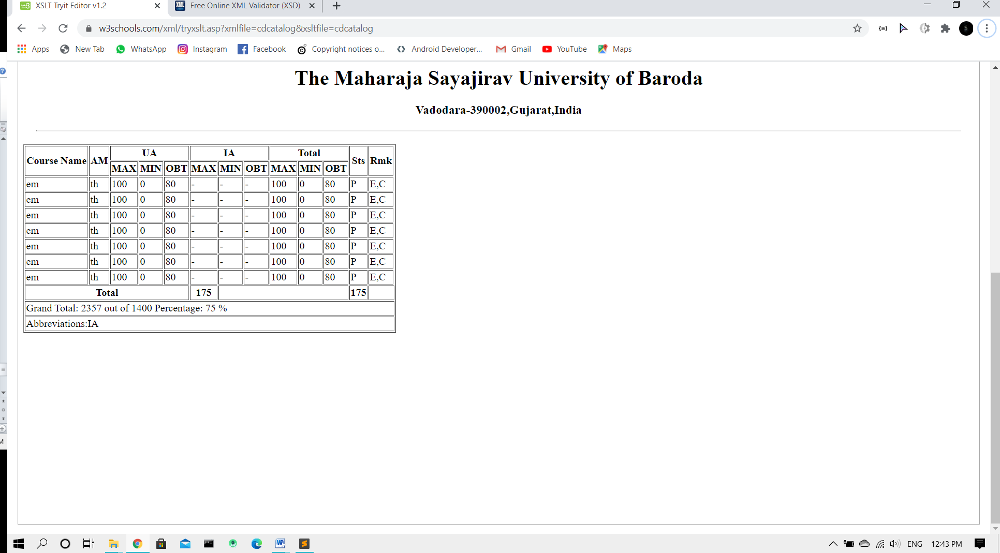 XSLT Tryit Editor v1.2
Free Online XML Validator (XSD)
w3schools.com/xml/tryxslt.asp?xmlfile=cdcatalog&xsltfile=cdcatalog
Apps New Tab WhatsApp Instagram Facebook Copyright notices o... Android Developer... Gmail YouTube Maps
The Maharaja Sayajirav University of Baroda
Vadodara-390002,Gujarat,India
Course Name AM UA IA Total Sts Rmk
MAX MIN OBT MAX MIN OBT MAX MIN OBT
em th 100 0 80 - - - 100 0 80 P E,C
em th 100 0 80 - - - 100 0 80 P E,C
em th 100 0 80 - - - 100 0 80 P E,C
em th 100 0 80 - - - 100 0 80 P E,C
em th 100 0 80 - - - 100 0 80 P E,C
em th 100 0 80 - - - 100 0 80 P E,C
em th 100 0 80 - - - 100 0 80 P E,C
Total 175 175
Grand Total: 2357 out of 1400 Percentage: 75 %
Abbreviations:IA
ENG 12:43 PM